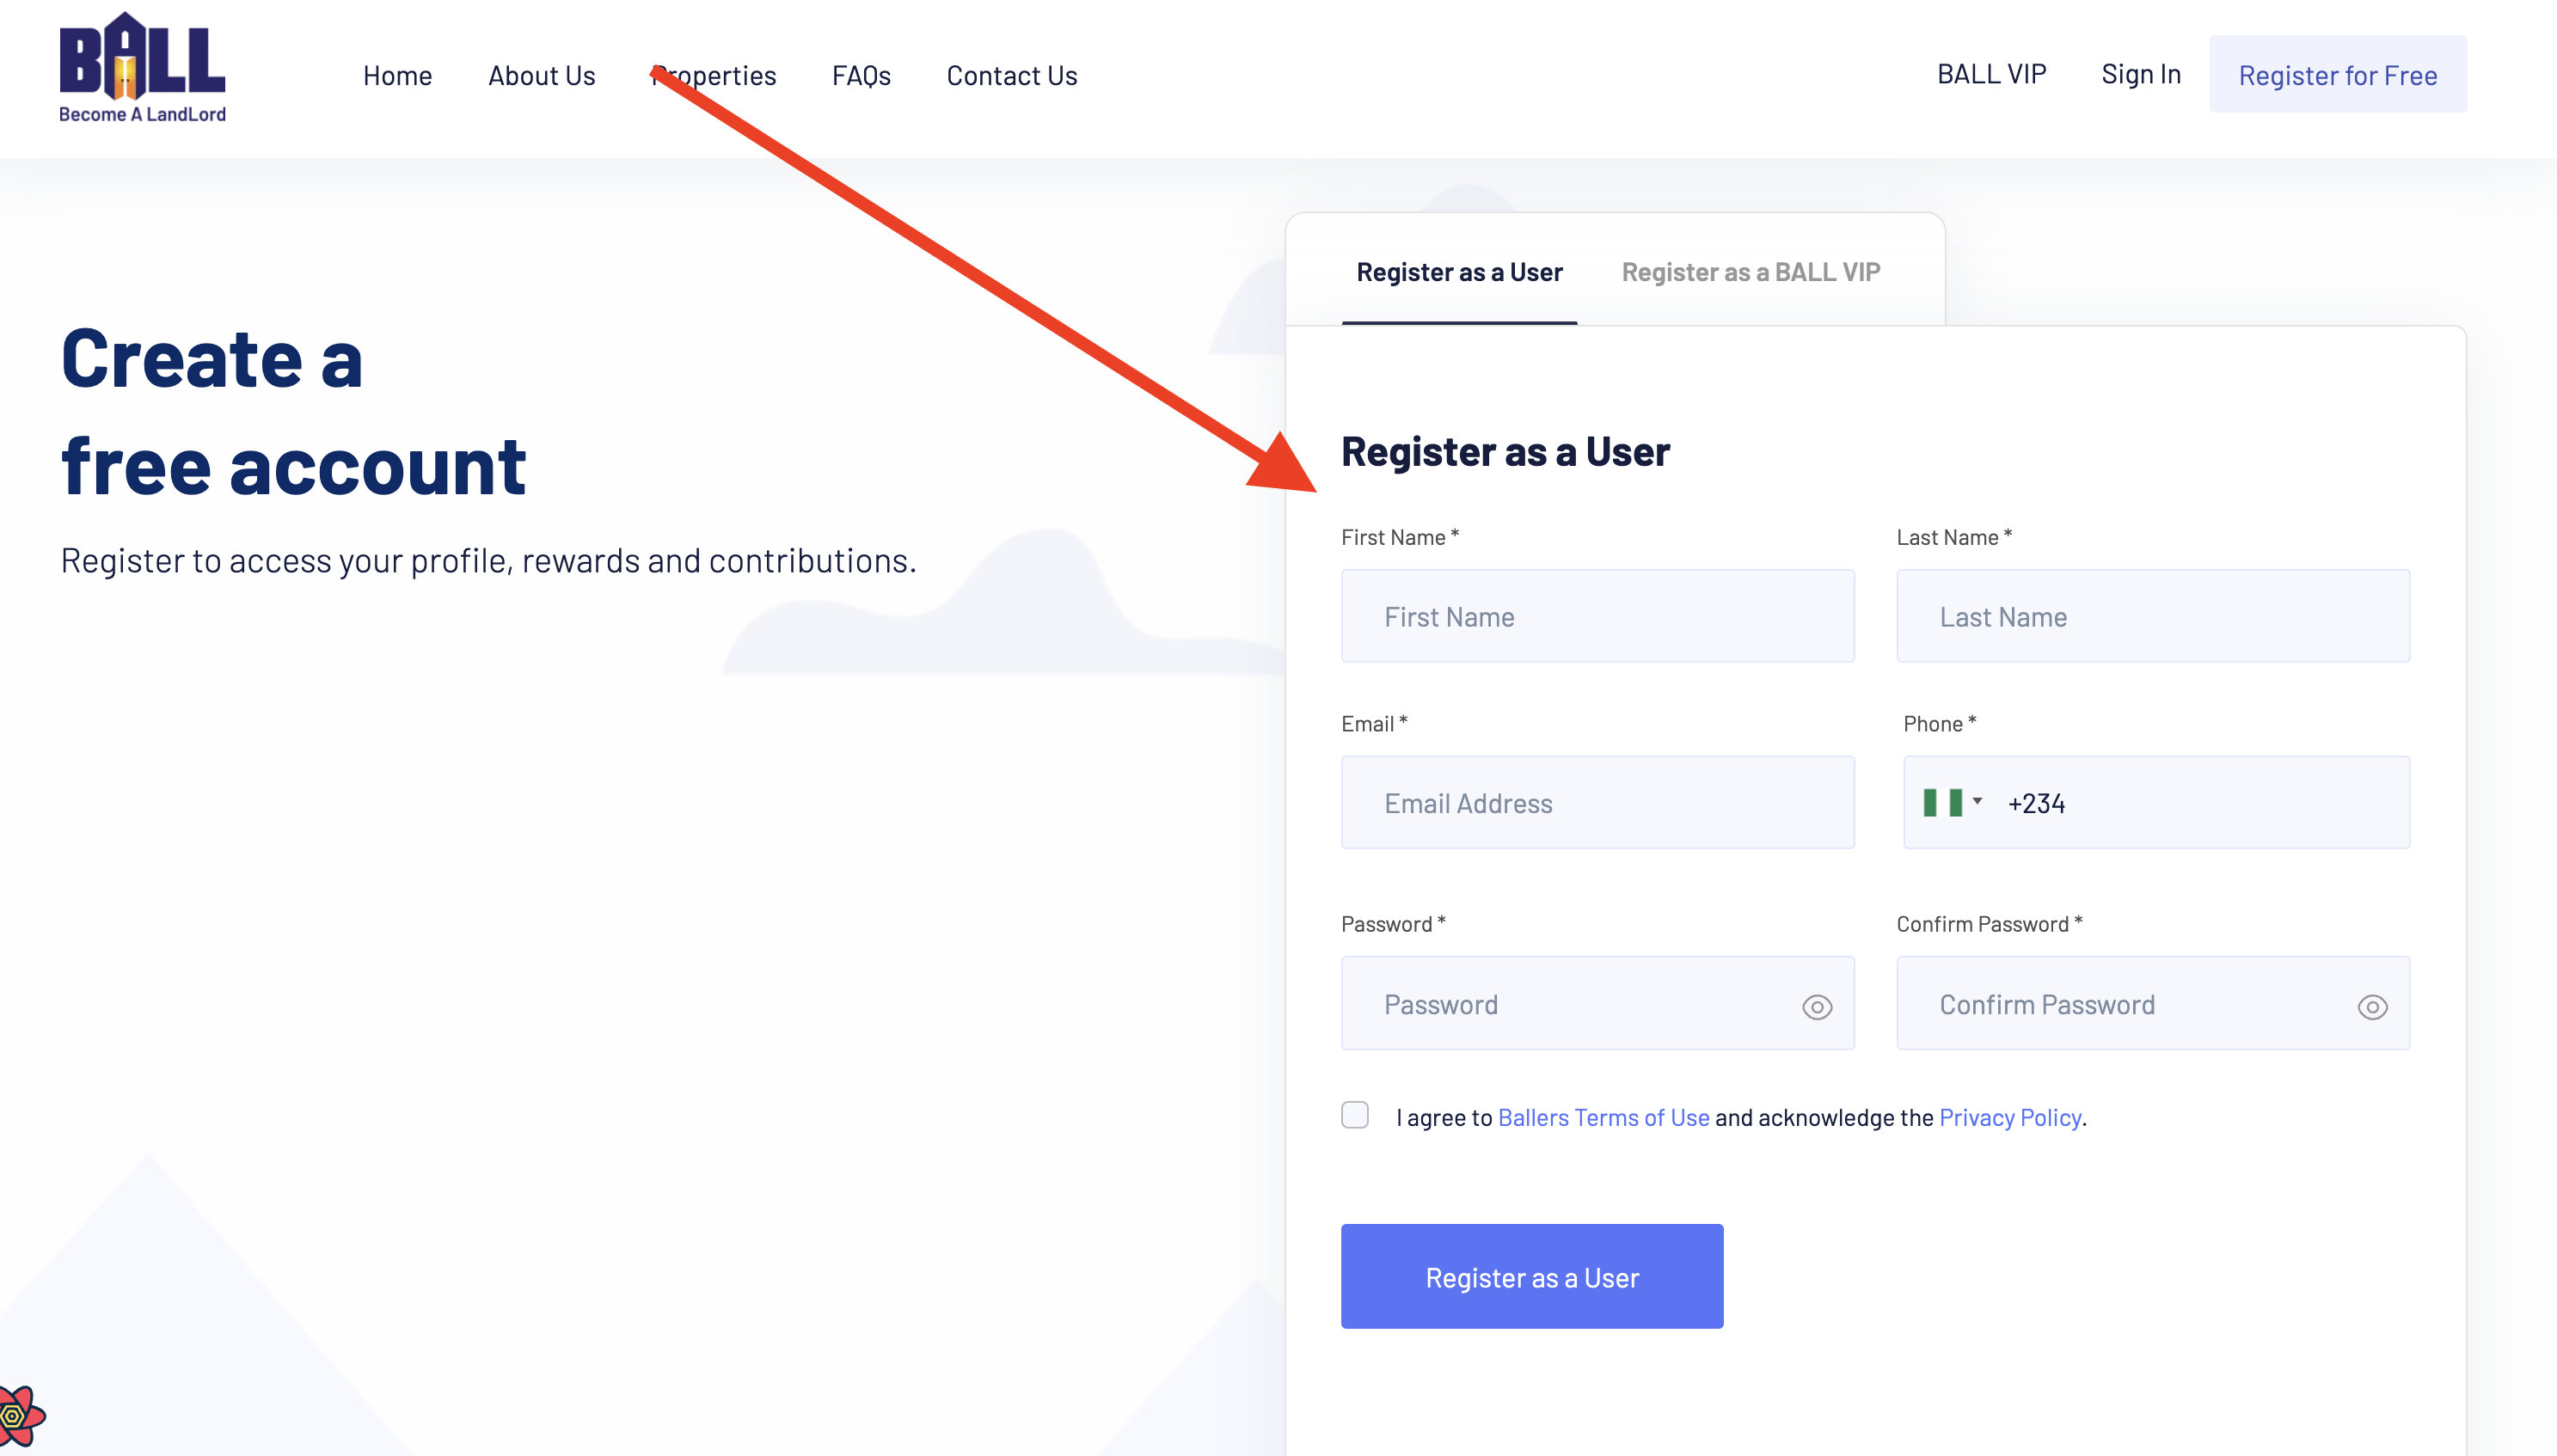 BALL
Become A LandLord
Home
About Us
Properties
FAQs
Contact Us
BALL VIP
Sign In
Register for Free
Create a
free account
Register to access your profile, rewards and contributions.
Register as a User
Register as a BALL VIP
Register as a User
First Name *
Last Name *
First Name
Last Name
Email *
Phone *
Email Address
+234
Password *
Confirm Password *
Password
Confirm Password
I agree to Ballers Terms of Use and acknowledge the Privacy Policy.
Register as a User